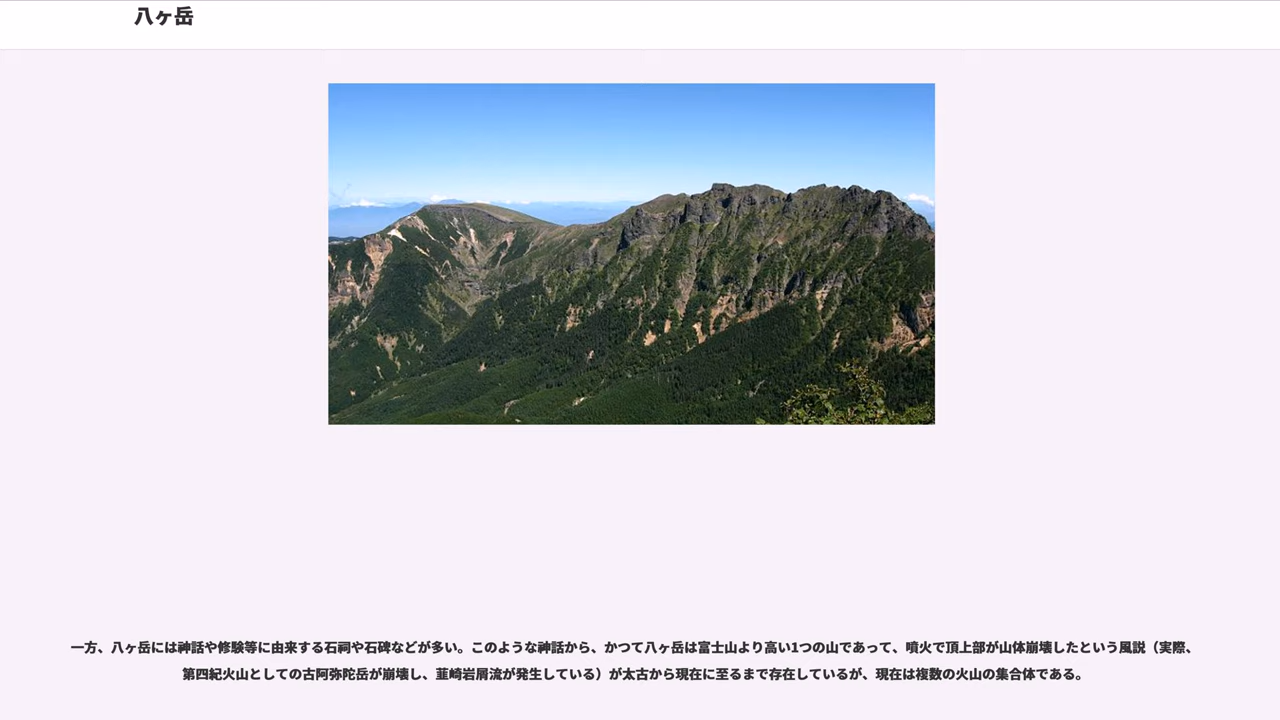 八ヶ岳
一方、八ヶ岳には神話や修験等に由来する石祠や石碑などが多い。このような神話から、かつて八ヶ岳は富士山より高い1つの山であって、噴火で頂上部が山体崩壊したという風説（実際、
第四紀火山としての古阿弥陀岳が崩壊し、韮崎岩屑流が発生している）が太古から現在に至るまで存在しているが、現在は複数の火山の集合体である。